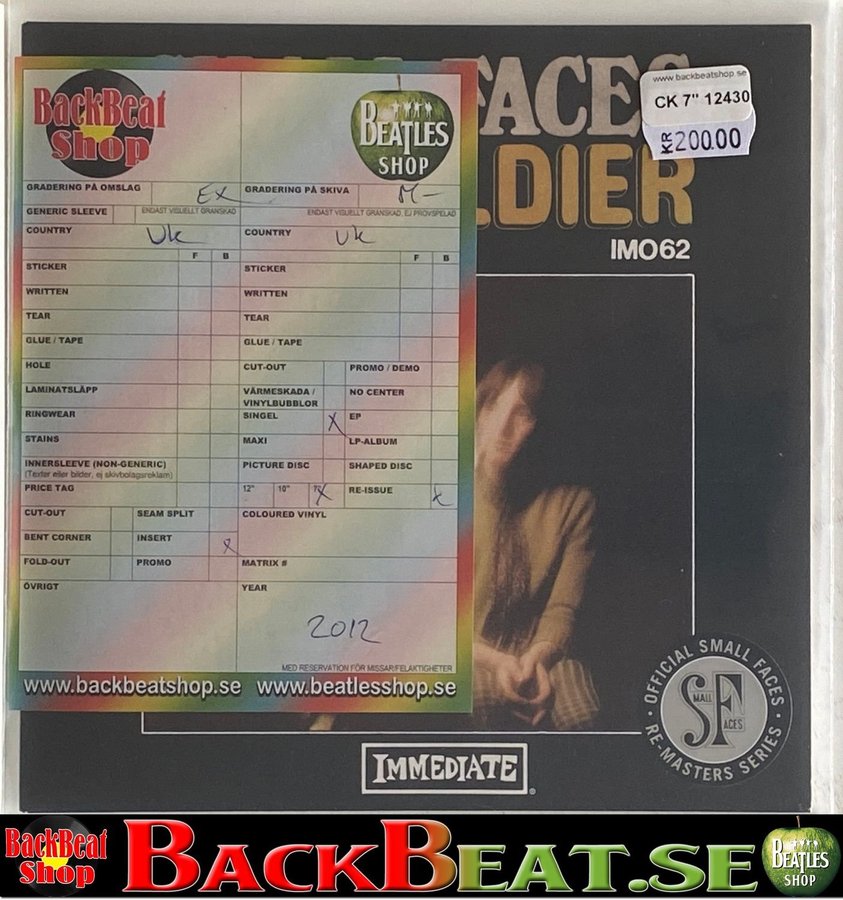 FACES
LDIER
IMO62
www.backbeatshop.se
CK 7" 12430
KR200.00
BackBeat
Shop
BEATLES
SHOP
GRADERING PÅ OMSLAG EX GRADERING PÅ SKIVA M-
GENERIC SLEEVE ENDAST VISUELLT GRANSKAD ENDAST VISUELLT GRANSKAD, EJ PROVSPELAD
COUNTRY UK COUNTRY UK
F B F B
STICKER STICKER
WRITTEN WRITTEN
TEAR TEAR
GLUE / TAPE GLUE / TAPE
HOLE CUT-OUT PROMO / DEMO
LAMINATSLÄPP VÄRMESKADA / NO CENTER
VINYLBUBBLOR
RINGWEAR SINGEL X EP
STAINS MAXI LP-ALBUM
INNERSLEEVE (NON-GENERIC) PICTURE DISC SHAPED DISC
(Texter eller bilder, ej skivbolagsreklam)
PRICE TAG 12" 10" 7" X RE-ISSUE X
CUT-OUT SEAM SPLIT COLOURED VINYL
BENT CORNER INSERT X
FOLD-OUT PROMO MATRIX #
ÖVRIGT YEAR
2012
MED RESERVATION FÖR MISSAR/FELAKTIGHETER
www.backbeatshop.se www.beatlesshop.se
OFFICIAL SMALL FACES
SMALL
FACES
RE-MASTERS SERIES
IMMEDIATE
BackBeat
Shop
BACKBEAT.SE
BEATLES
SHOP